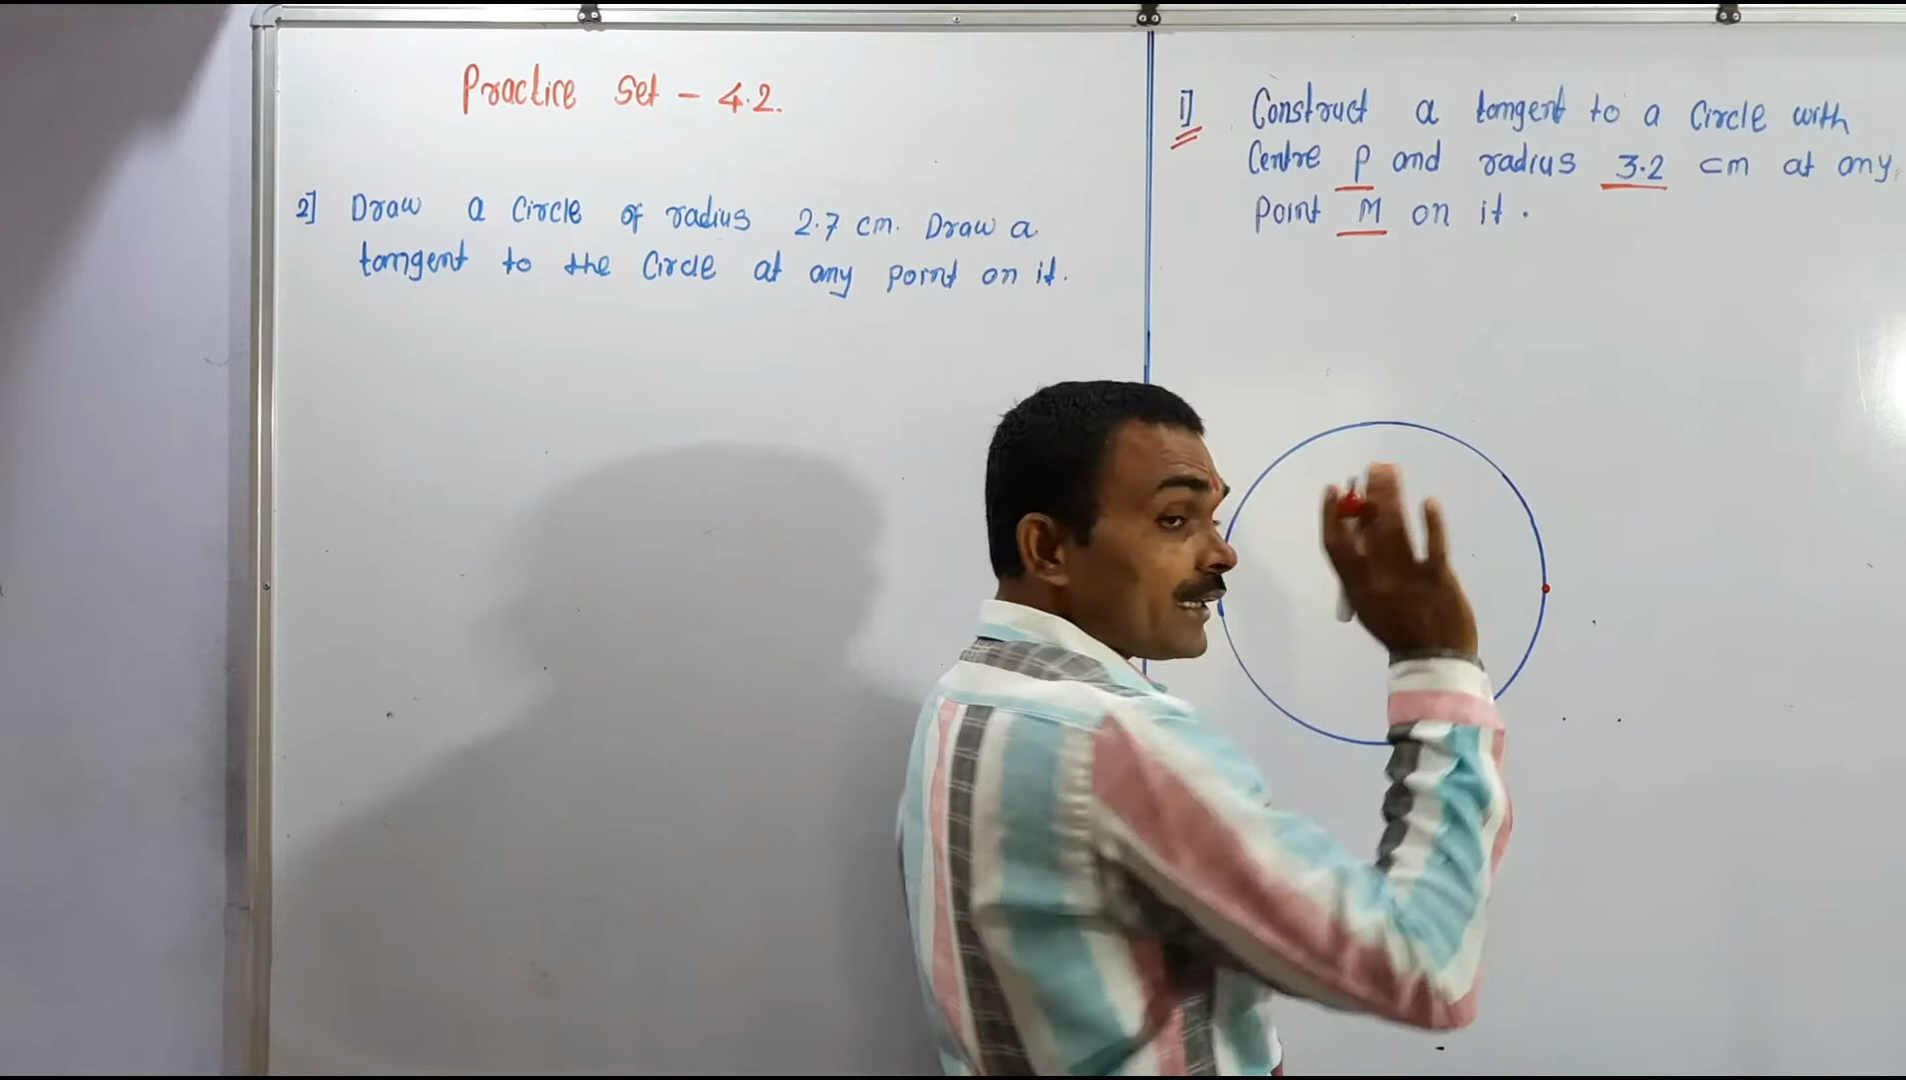 Practice Set - 4.2.
2] Draw a Circle of radius 2.7 cm. Draw a
tangent to the Circle at any point on it.
1] Construct a tangent to a Circle with
Centre P and radius 3.2 cm at any
point M on it.